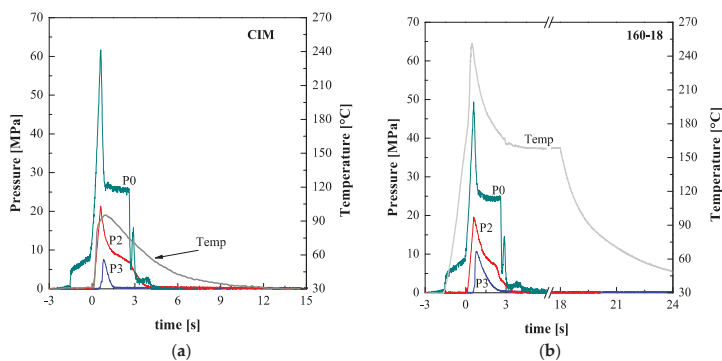 CIM
Pressure [MPa]
70
60
50
40
30
20
10
0
270
240
210
180
150
120
90
60
30
Temperature [°C]
P0
P2
P3
Temp
-3 0 3 6 9 12 15
time [s]
(a)
160-18
Pressure [MPa]
70
60
50
40
30
20
10
0
270
240
210
180
150
120
90
60
30
Temperature [°C]
Temp
P0
P2
P3
-3 0 3 18 21 24
time [s]
(b)